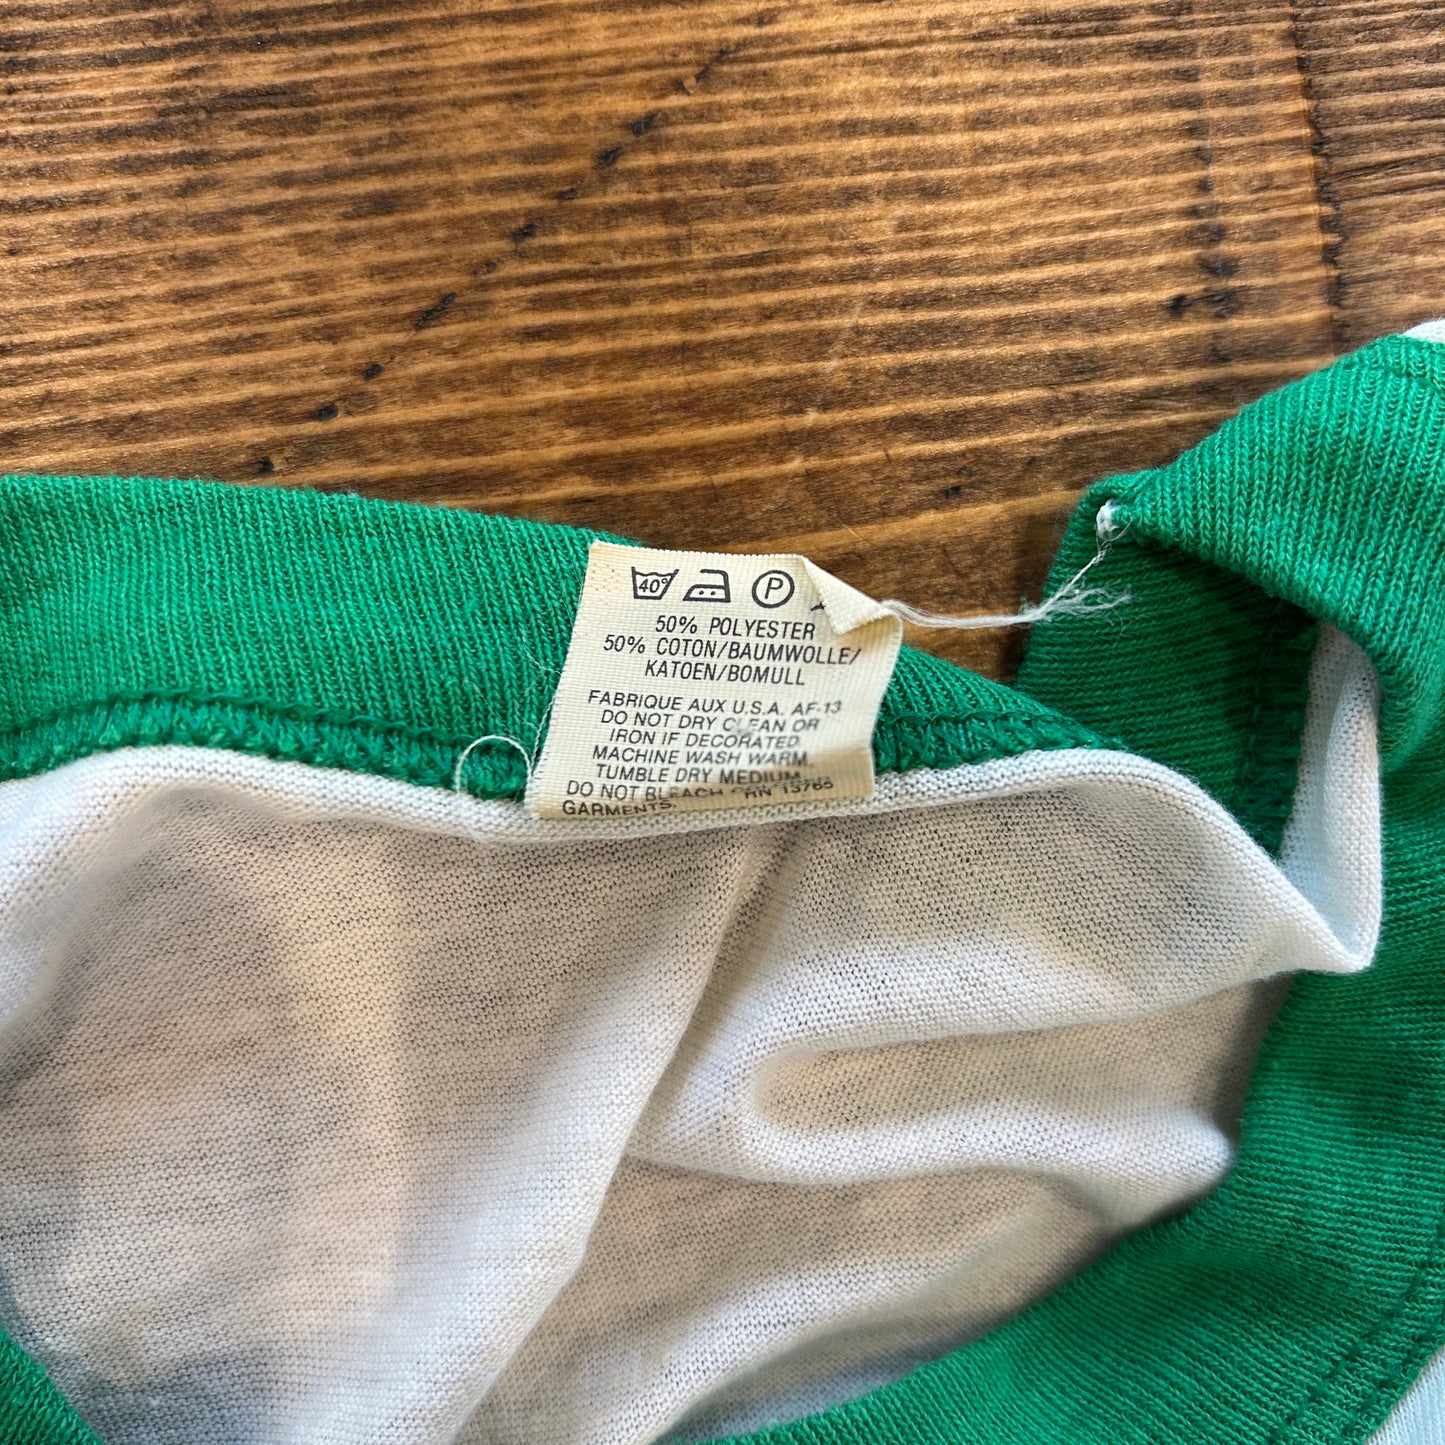 40° P
50% POLYESTER
50% COTON/BAUMWOLLE/
KATOEN/BOMULL
FABRIQUE AUX U.S.A. AF-13
DO NOT DRY CLEAN OR
IRON IF DECORATED.
MACHINE WASH WARM.
TUMBLE DRY MEDIUM
DO NOT BLEACH RN 13765
GARMENTS.